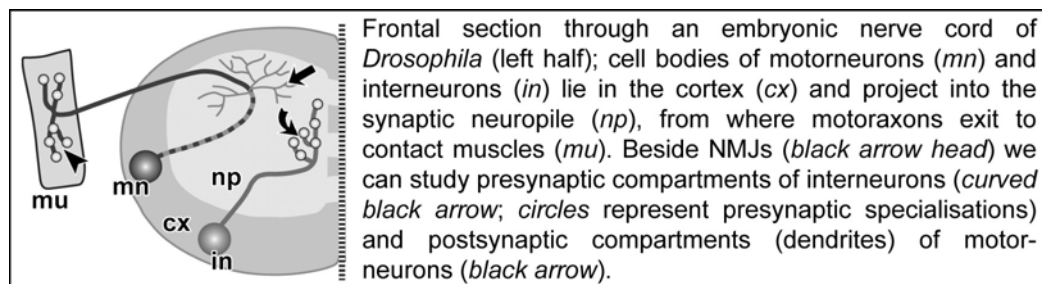 mu
mn
np
cx
in
Frontal section through an embryonic nerve cord of
Drosophila (left half); cell bodies of motorneurons (mn) and
interneurons (in) lie in the cortex (cx) and project into the
synaptic neuropile (np), from where motoraxons exit to
contact muscles (mu). Beside NMJs (black arrow head) we
can study presynaptic compartments of interneurons (curved
black arrow; circles represent presynaptic specialisations)
and postsynaptic compartments (dendrites) of motor-
neurons (black arrow).